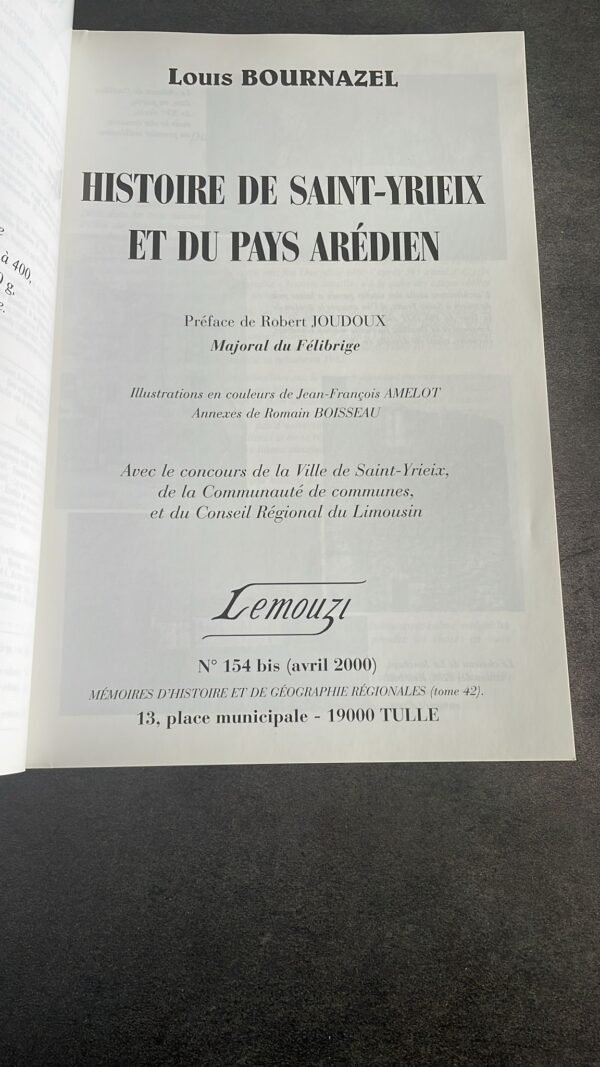 Louis BOURNAZEL
HISTOIRE DE SAINT-YRIEIX
ET DU PAYS ARÉDIEN
Préface de Robert JOUDOUX
Majoral du Félibrige
Illustrations en couleurs de Jean-François AMELOT
Annexes de Romain BOISSEAU
Avec le concours de la Ville de Saint-Yrieix,
de la Communauté de communes,
et du Conseil Régional du Limousin
Lemouzi
N° 154 bis (avril 2000)
MÉMOIRES D'HISTOIRE ET DE GÉOGRAPHIE RÉGIONALES (tome 42).
13, place municipale - 19000 TULLE
à 400,
g,